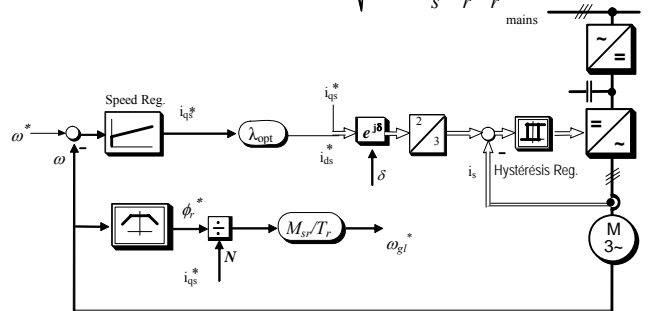 s r r
mains
~
=
Speed Reg.
i_qs^*
i_qs^*
ω^*
ω
-
λ_opt
e^jδ
2
3
=
~
i_ds^*
δ
-
i_s
Hystérésis Reg.
ϕ_r^*
÷
M_sr/T_r
N
ω_gl^*
i_qs^*
M
3~